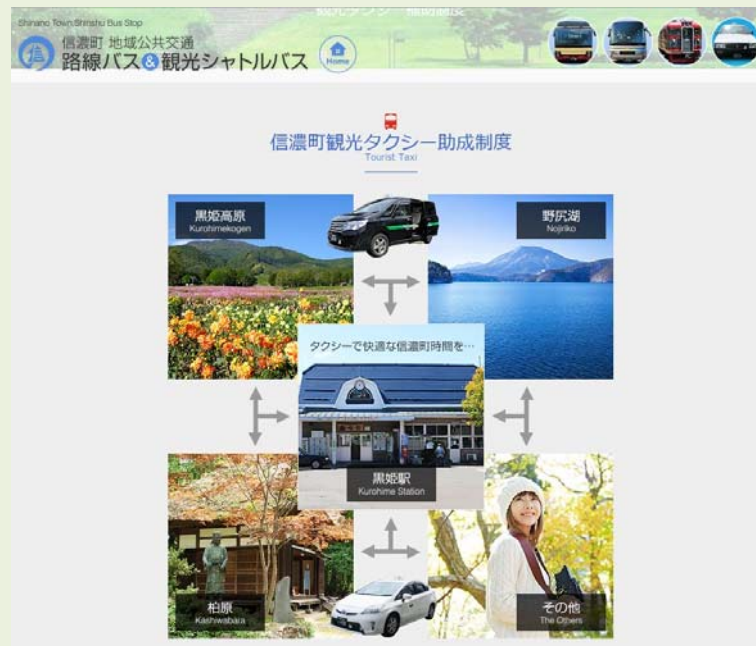 Shinano Town Shinshu Bus Stop
信濃町 地域公共交通
路線バス&観光シャトルバス
Home
信濃町観光タクシー助成制度
Tourist Taxi
黒姫高原
Kurohimekogen
野尻湖
Nojiriko
タクシーで快適な信濃町時間を…
黒姫駅
Kurohime Station
柏原
Kashiwabara
その他
The Others